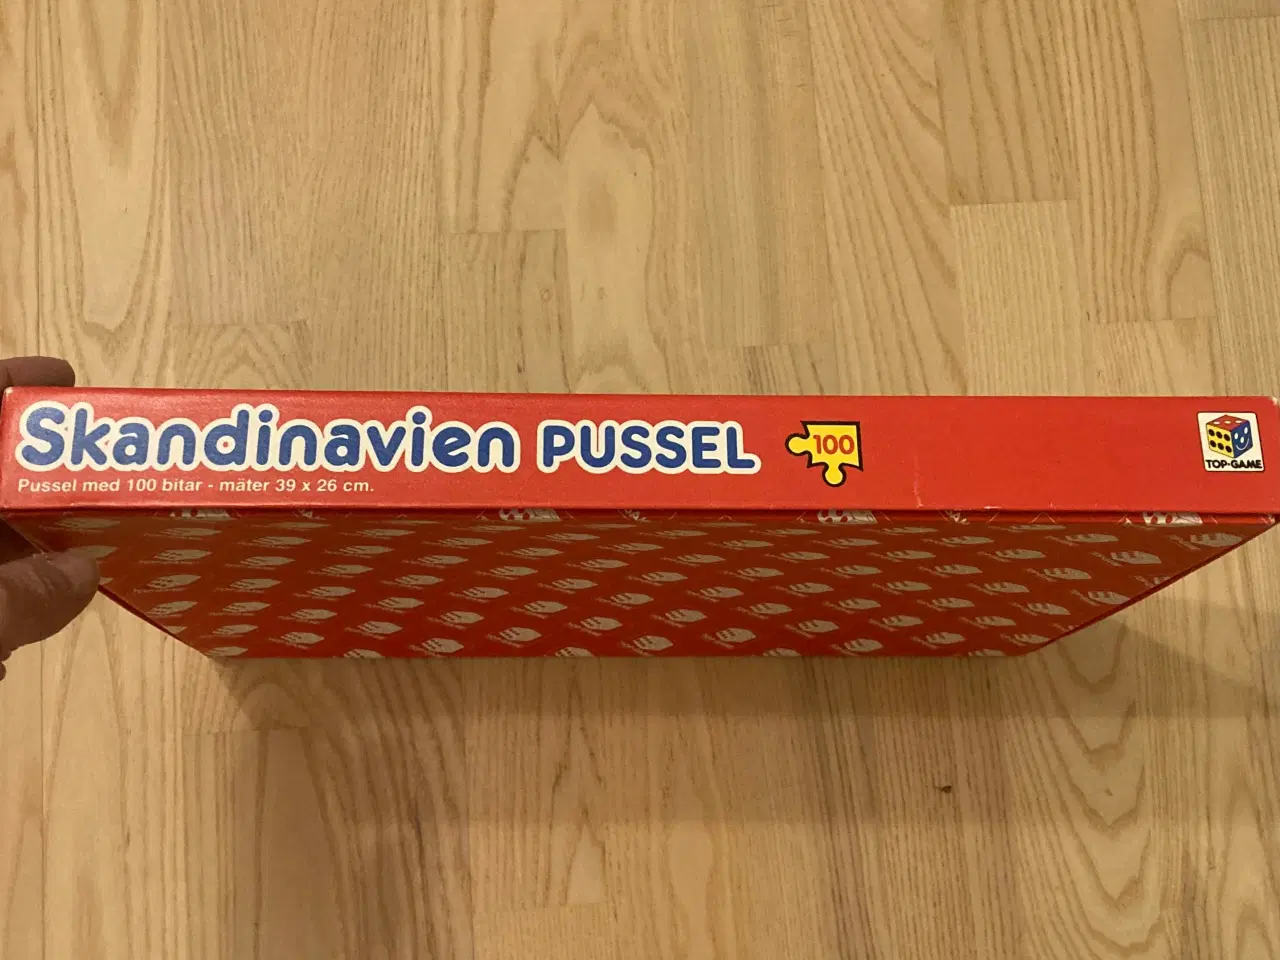 Skandinavien PUSSEL
100
Pussel med 100 bitar - mäter 39 x 26 cm.
TOP-GAME